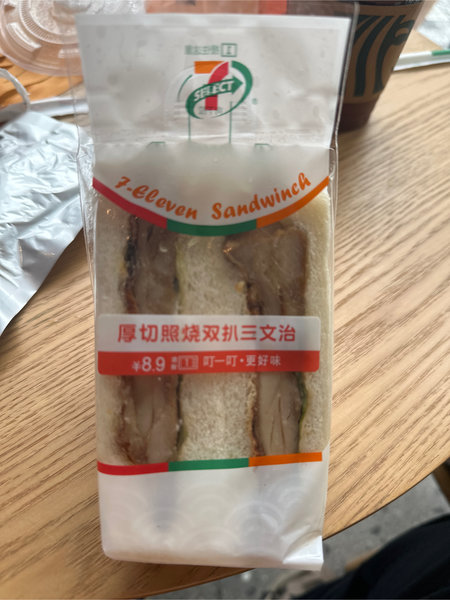 7
SELECT
®
7-Eleven Sandwinch
厚切照烧双扒三文治
¥8.9
叮一叮·更好味